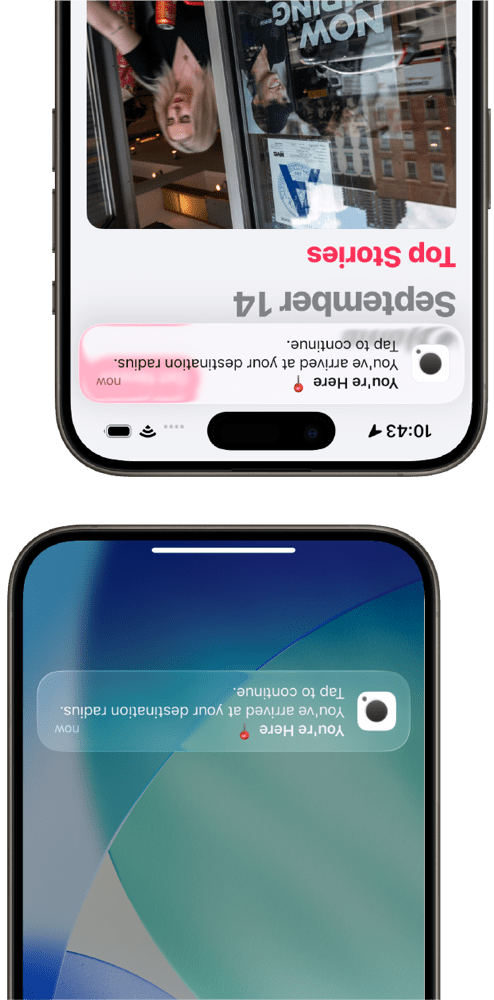 You're Here 📍 now
You've arrived at your destination radius.
Tap to continue.
10:43
You're Here 📍 now
You've arrived at your destination radius.
Tap to continue.
September 14
Top Stories
NOW
IRING
A